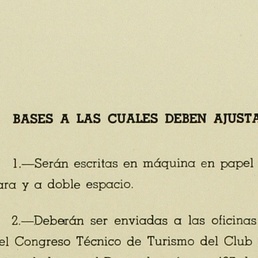 BASES A LAS CUALES DEBEN AJUSTA
1.—Serán escritas en máquina en papel
ara y a doble espacio.
2.—Deberán ser enviadas a las oficinas
el Congreso Técnico de Turismo del Club